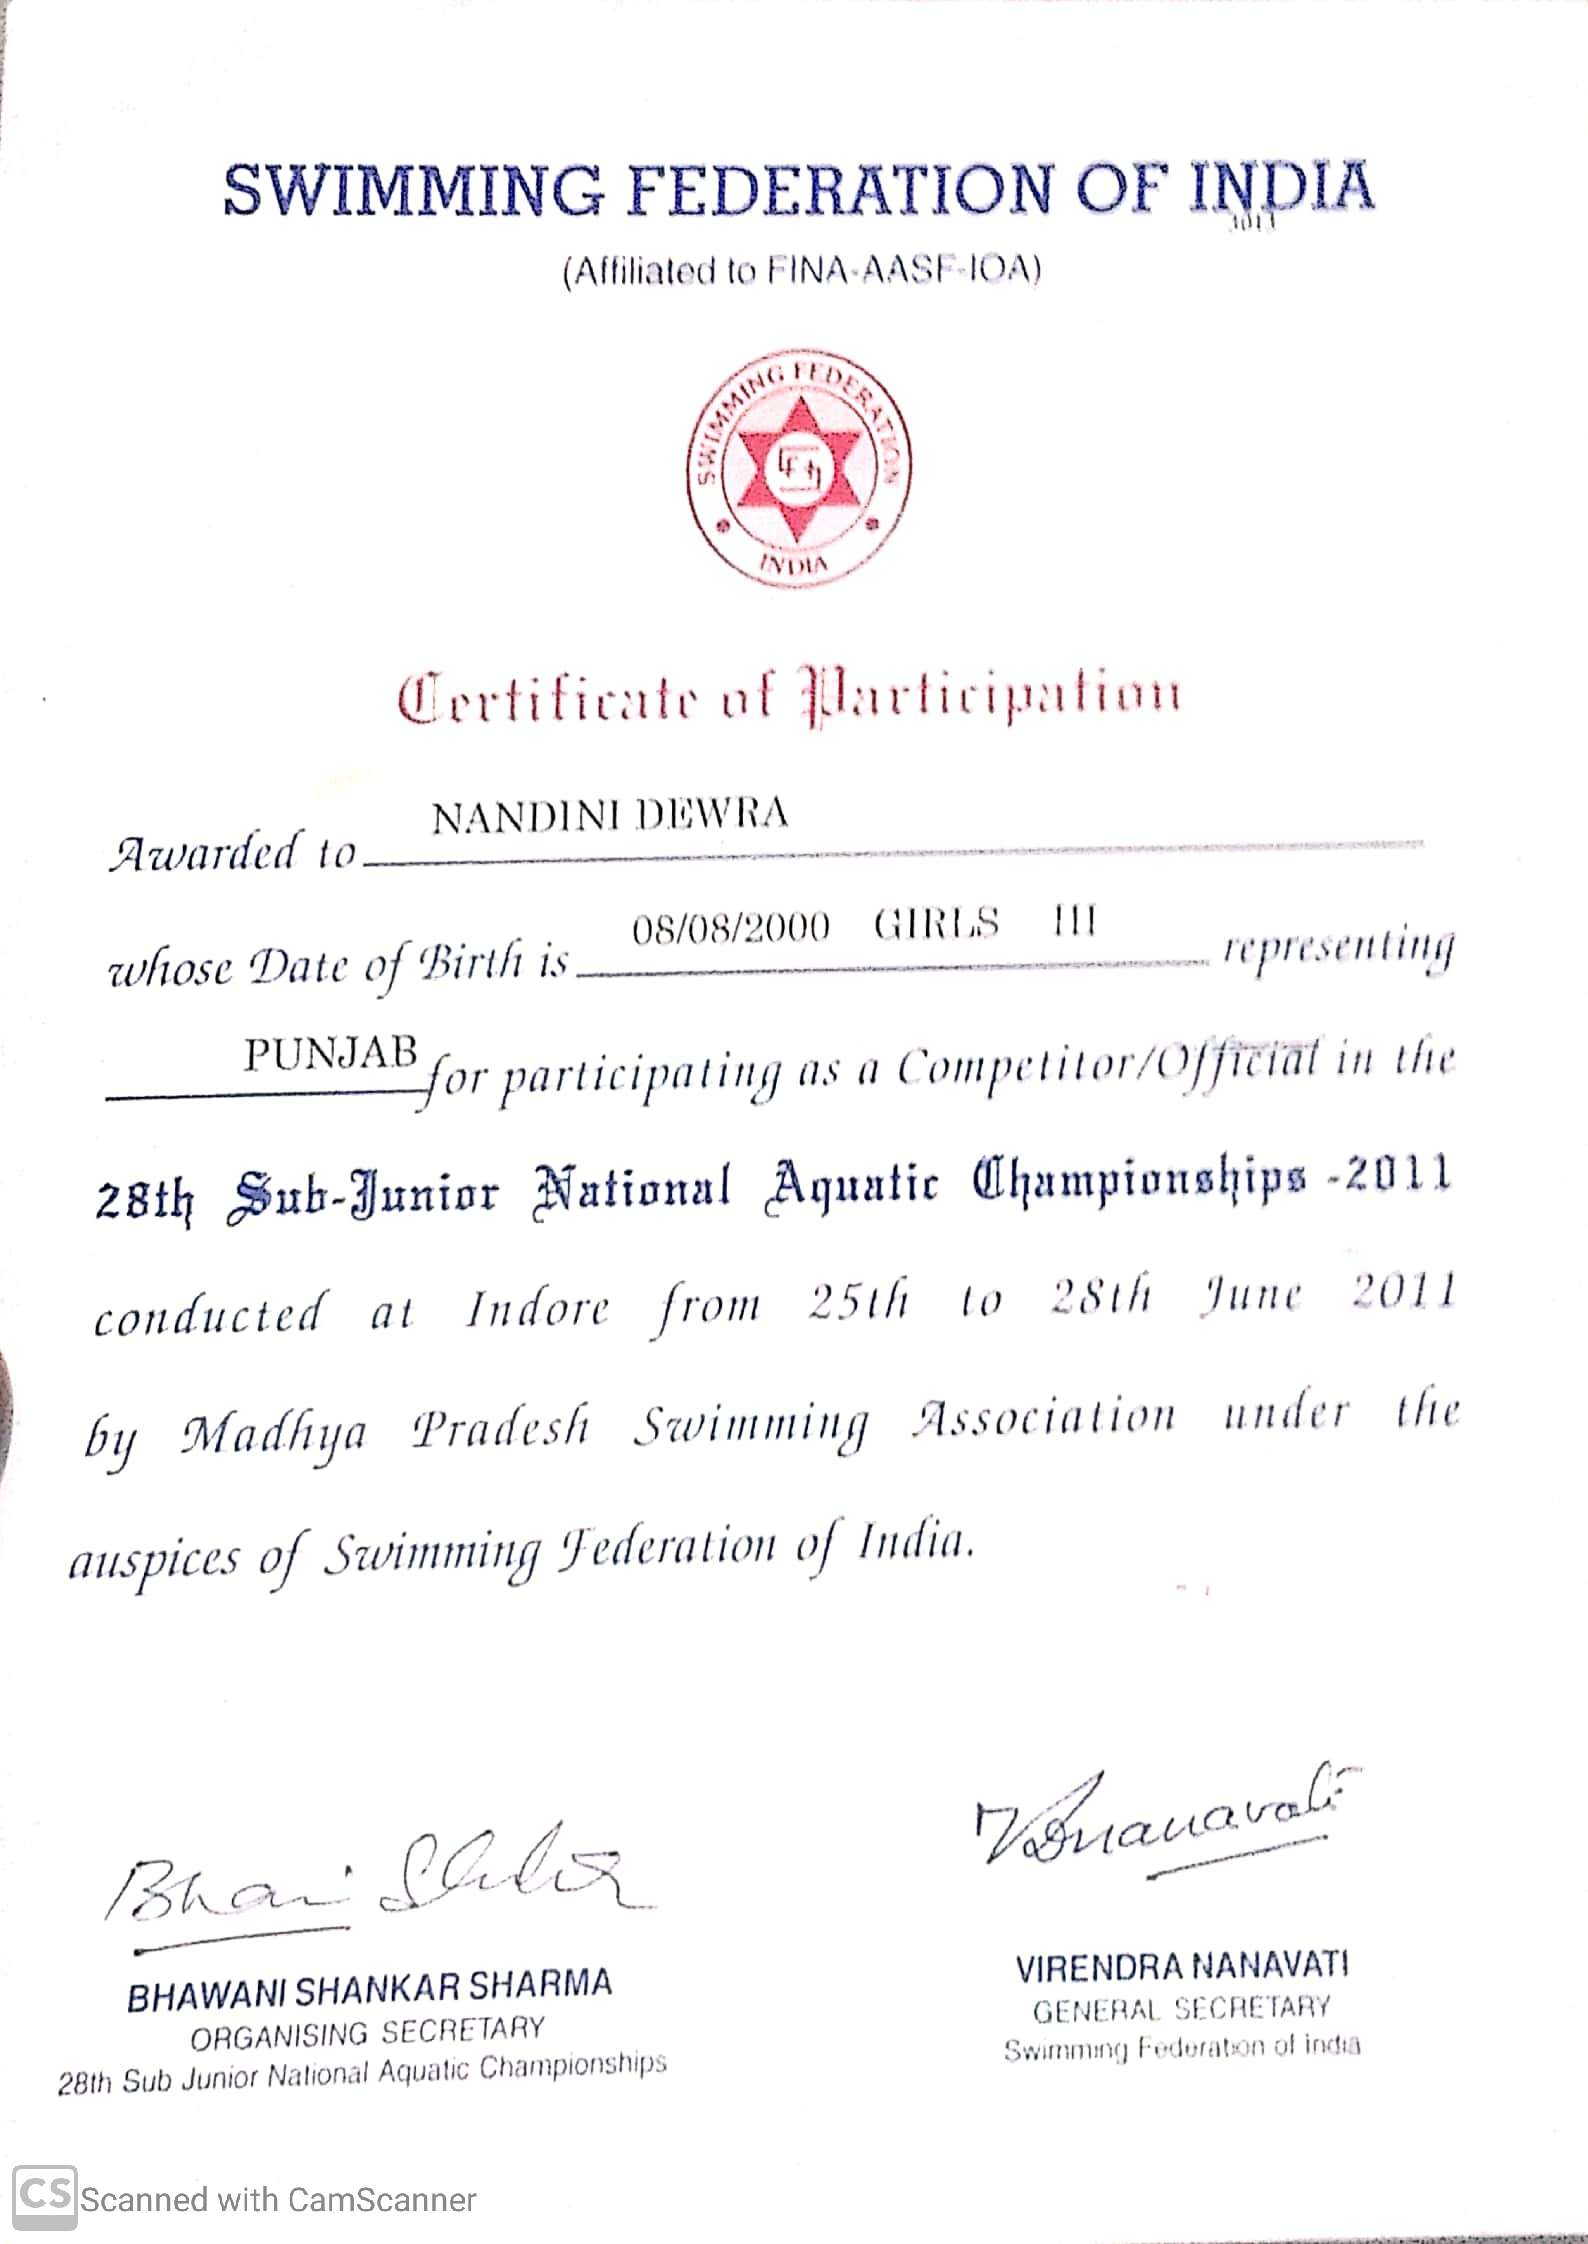 SWIMMING FEDERATION OF INDIA
(Affiliated to FINA-AASF-IOA)
SWIMMING FEDERATION
INDIA
Certificate of Participation
Awarded to NANDINI DEWRA
whose Date of Birth is 08/08/2000 GIRLS III representing
PUNJAB for participating as a Competitor/Official in the
28th Sub-Junior National Aquatic Championships -2011
conducted at Indore from 25th to 28th June 2011
by Madhya Pradesh Swimming Association under the
auspices of Swimming Federation of India.
BHAWANI SHANKAR SHARMA
ORGANISING SECRETARY
28th Sub Junior National Aquatic Championships
VIRENDRA NANAVATI
GENERAL SECRETARY
Swimming Federation of india
CS Scanned with CamScanner